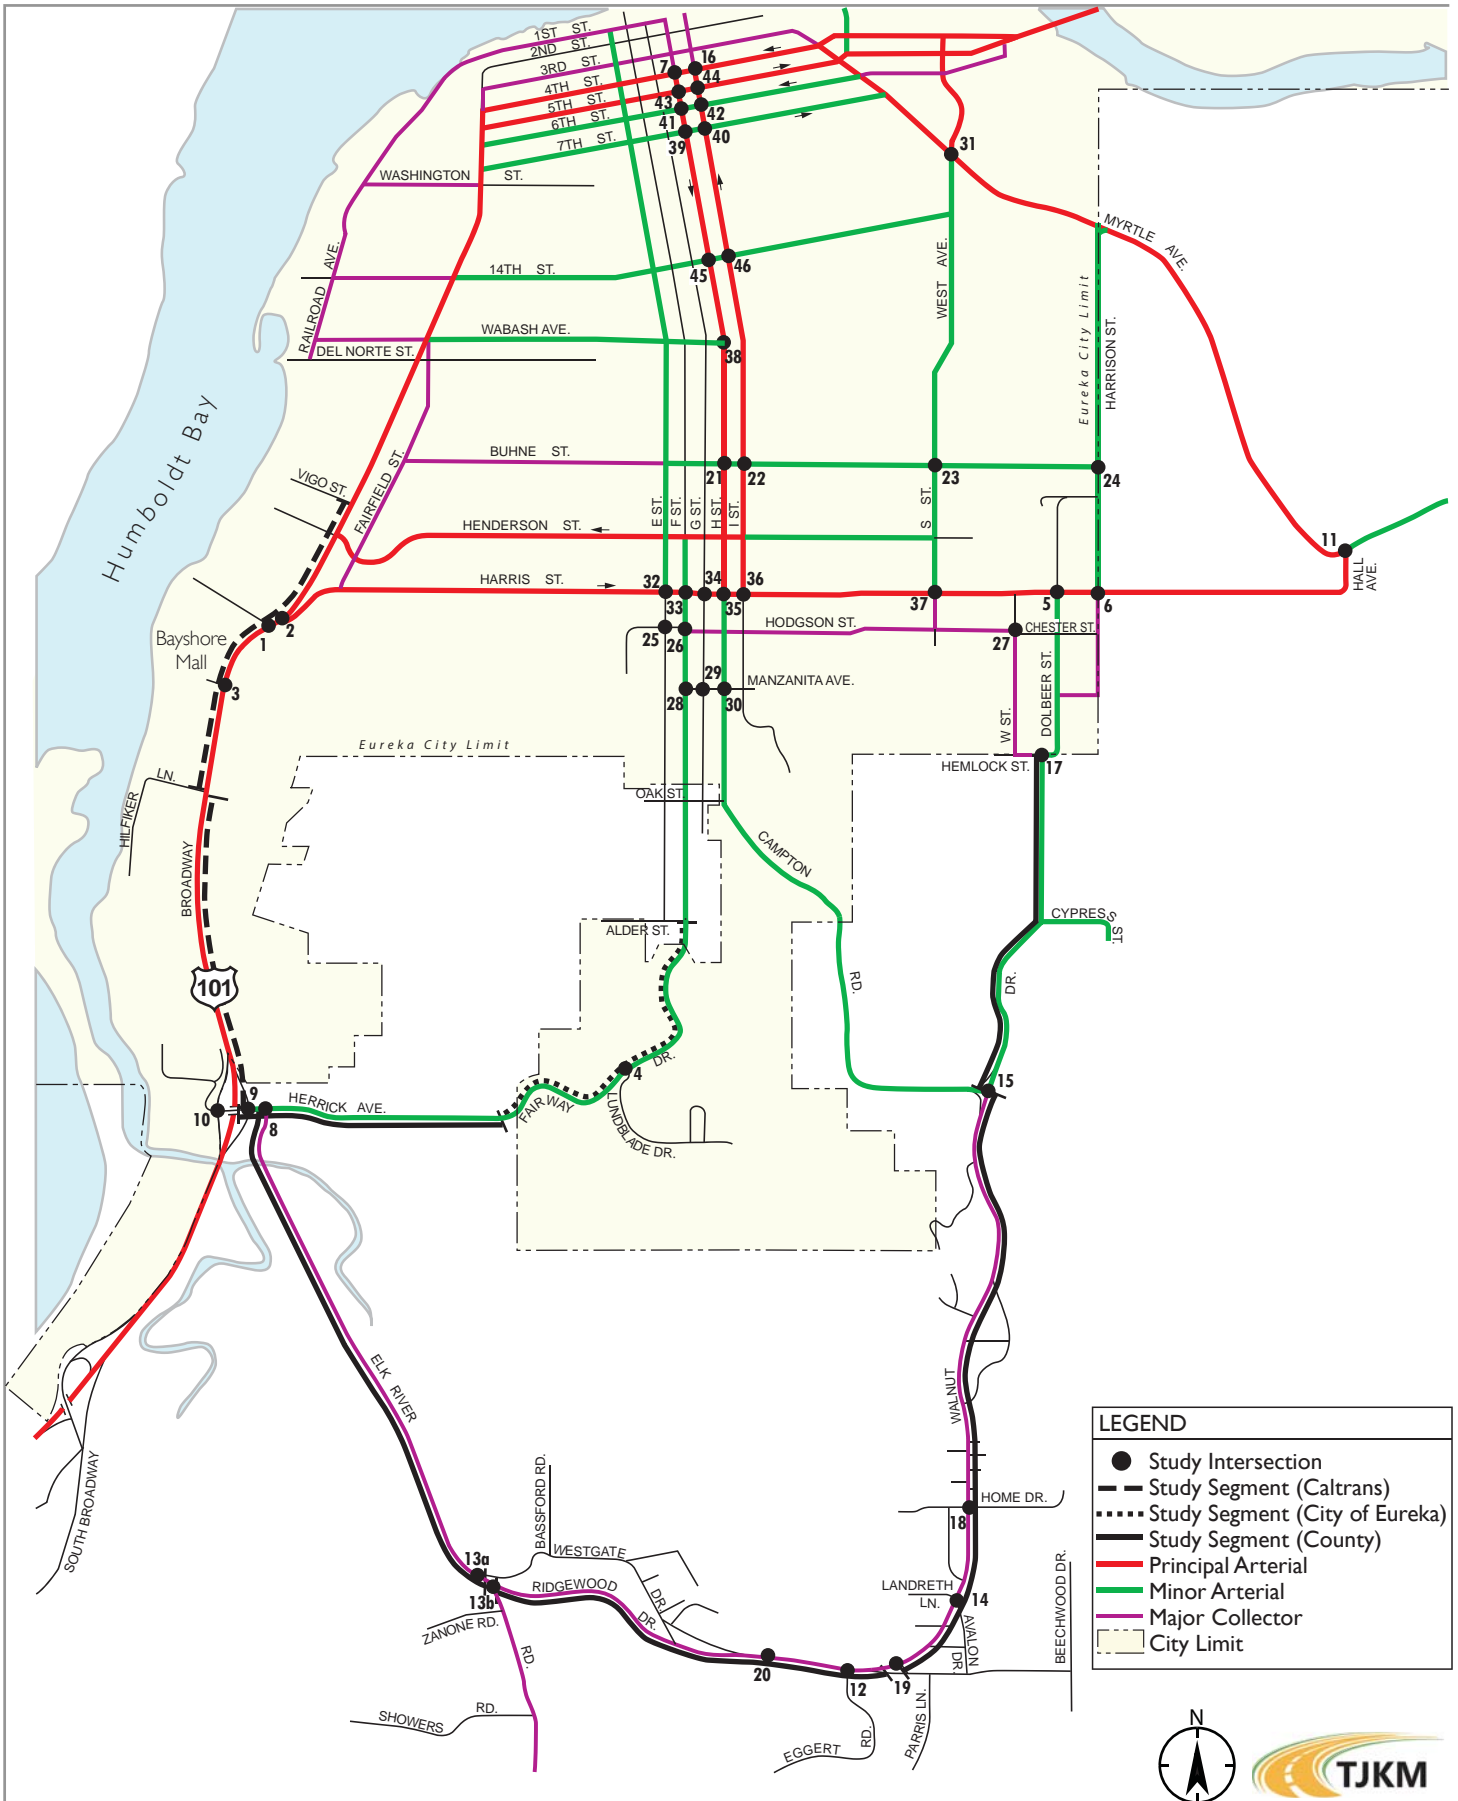 1ST ST.
2ND ST.
3RD ST.
4TH ST.
5TH ST.
6TH ST.
7TH ST.
7
16
44
43
42
41
40
39
31
WASHINGTON ST.
MYRTLE AVE.
RAILROAD AVE.
14TH ST.
45
46
WEST AVE.
Eureka City Limit
HARRISON ST.
WABASH AVE.
DEL NORTE ST.
38
Humboldt Bay
VIGO ST.
FAIRFIELD ST.
BUHNE ST.
21
22
23
24
E ST.
F ST.
G ST.
H ST.
I ST.
S ST.
HENDERSON ST.
11
HALL AVE.
HARRIS ST.
32
33
34
35
36
37
5
6
1
2
3
Bayshore
Mall
25
26
HODGSON ST.
27
CHESTER ST.
28
29
30
MANZANITA AVE.
W ST.
DOLBEER ST.
Eureka City Limit
HEMLOCK ST.
17
LN.
HILFIKER
OAK ST.
BROADWAY
CAMPTON
RD.
ALDER ST.
CYPRESS ST.
DR.
101
4
DR.
FAIRWAY
LUNDBLADE DR.
15
9
10
8
HERRICK AVE.
ELK RIVER
WALNUT
SOUTH BROADWAY
BASSFORD RD.
WESTGATE
DR.
13a
13b
RIDGEWOOD
DR.
ZANONE RD.
RD.
SHOWERS RD.
HOME DR.
18
LANDRETH
LN.
14
AVALON
DR.
BEECHWOOD DR.
20
12
19
EGGERT RD.
PARRIS LN.
LEGEND
Study Intersection
Study Segment (Caltrans)
Study Segment (City of Eureka)
Study Segment (County)
Principal Arterial
Minor Arterial
Major Collector
City Limit
N
TJKM